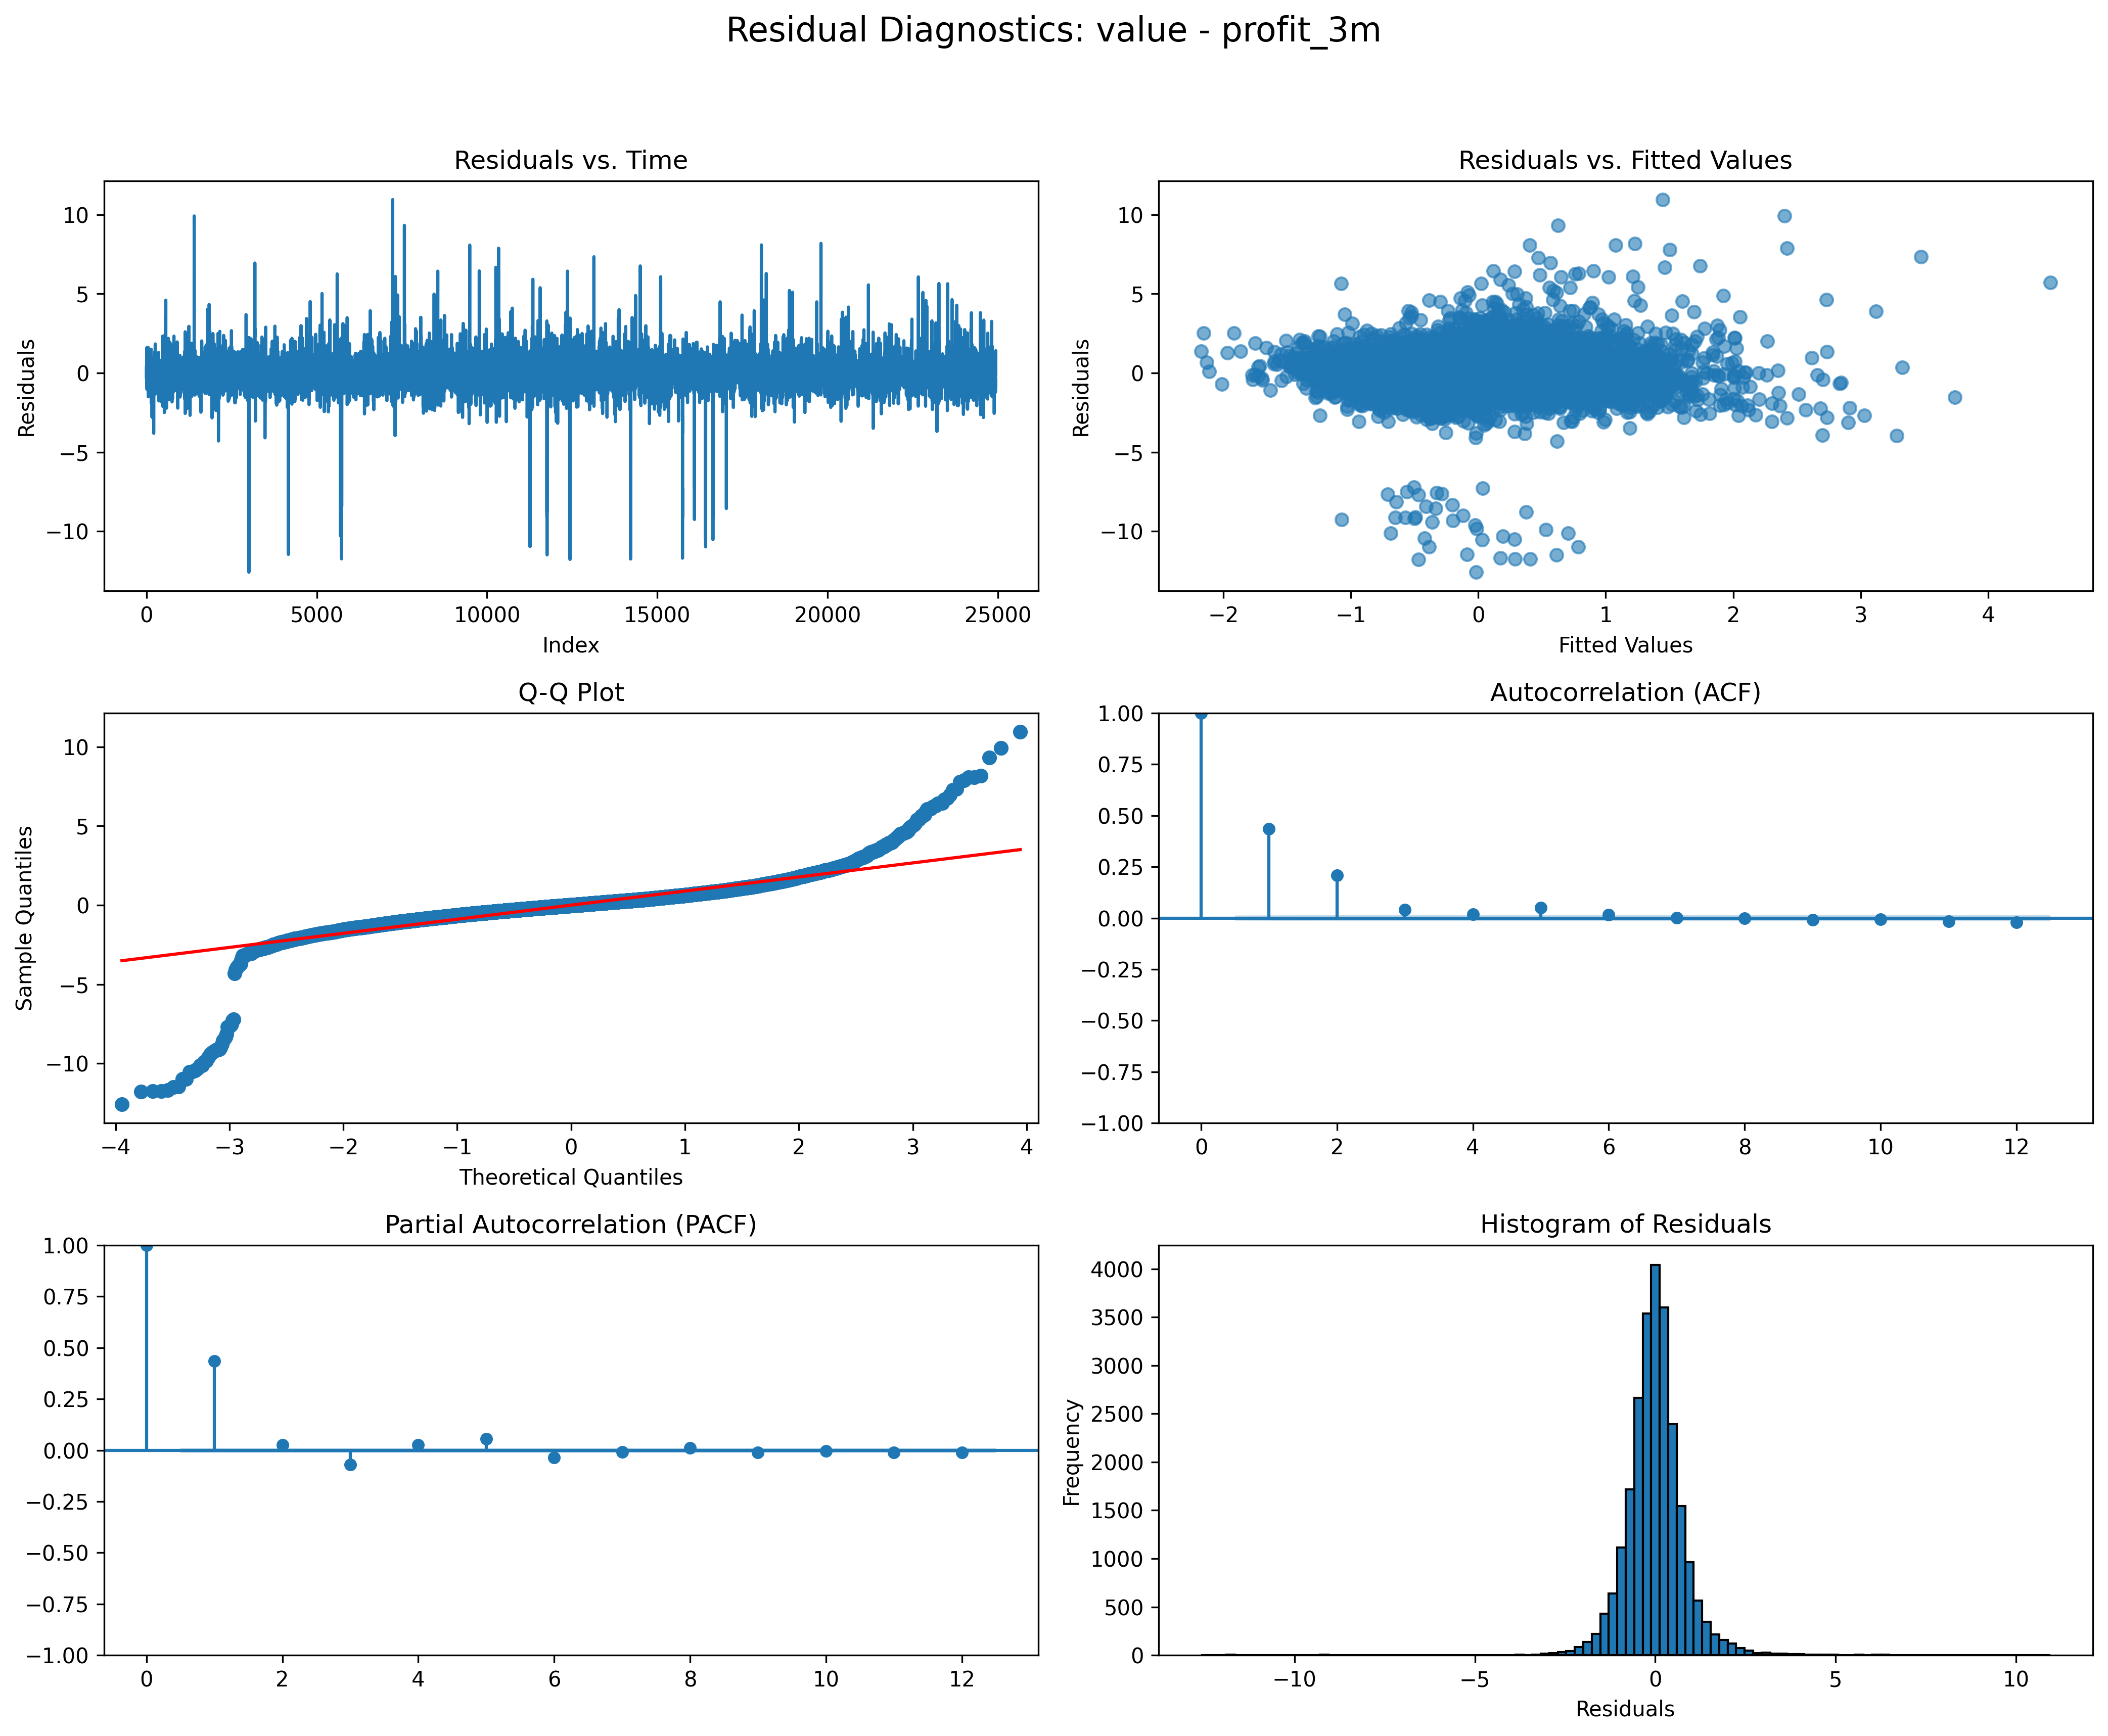 Residual Diagnostics: value - profit_3m
Residuals vs. Time
10
5
0
−5
−10
Residuals
0 5000 10000 15000 20000 25000
Index
Residuals vs. Fitted Values
10
5
0
−5
−10
Residuals
−2 −1 0 1 2 3 4
Fitted Values
Q-Q Plot
10
5
0
−5
−10
Sample Quantiles
−4 −3 −2 −1 0 1 2 3 4
Theoretical Quantiles
Autocorrelation (ACF)
1.00
0.75
0.50
0.25
0.00
−0.25
−0.50
−0.75
−1.00
0 2 4 6 8 10 12
Partial Autocorrelation (PACF)
1.00
0.75
0.50
0.25
0.00
−0.25
−0.50
−0.75
−1.00
0 2 4 6 8 10 12
Histogram of Residuals
4000
3500
3000
2500
2000
1500
1000
500
0
Frequency
−10 −5 0 5 10
Residuals